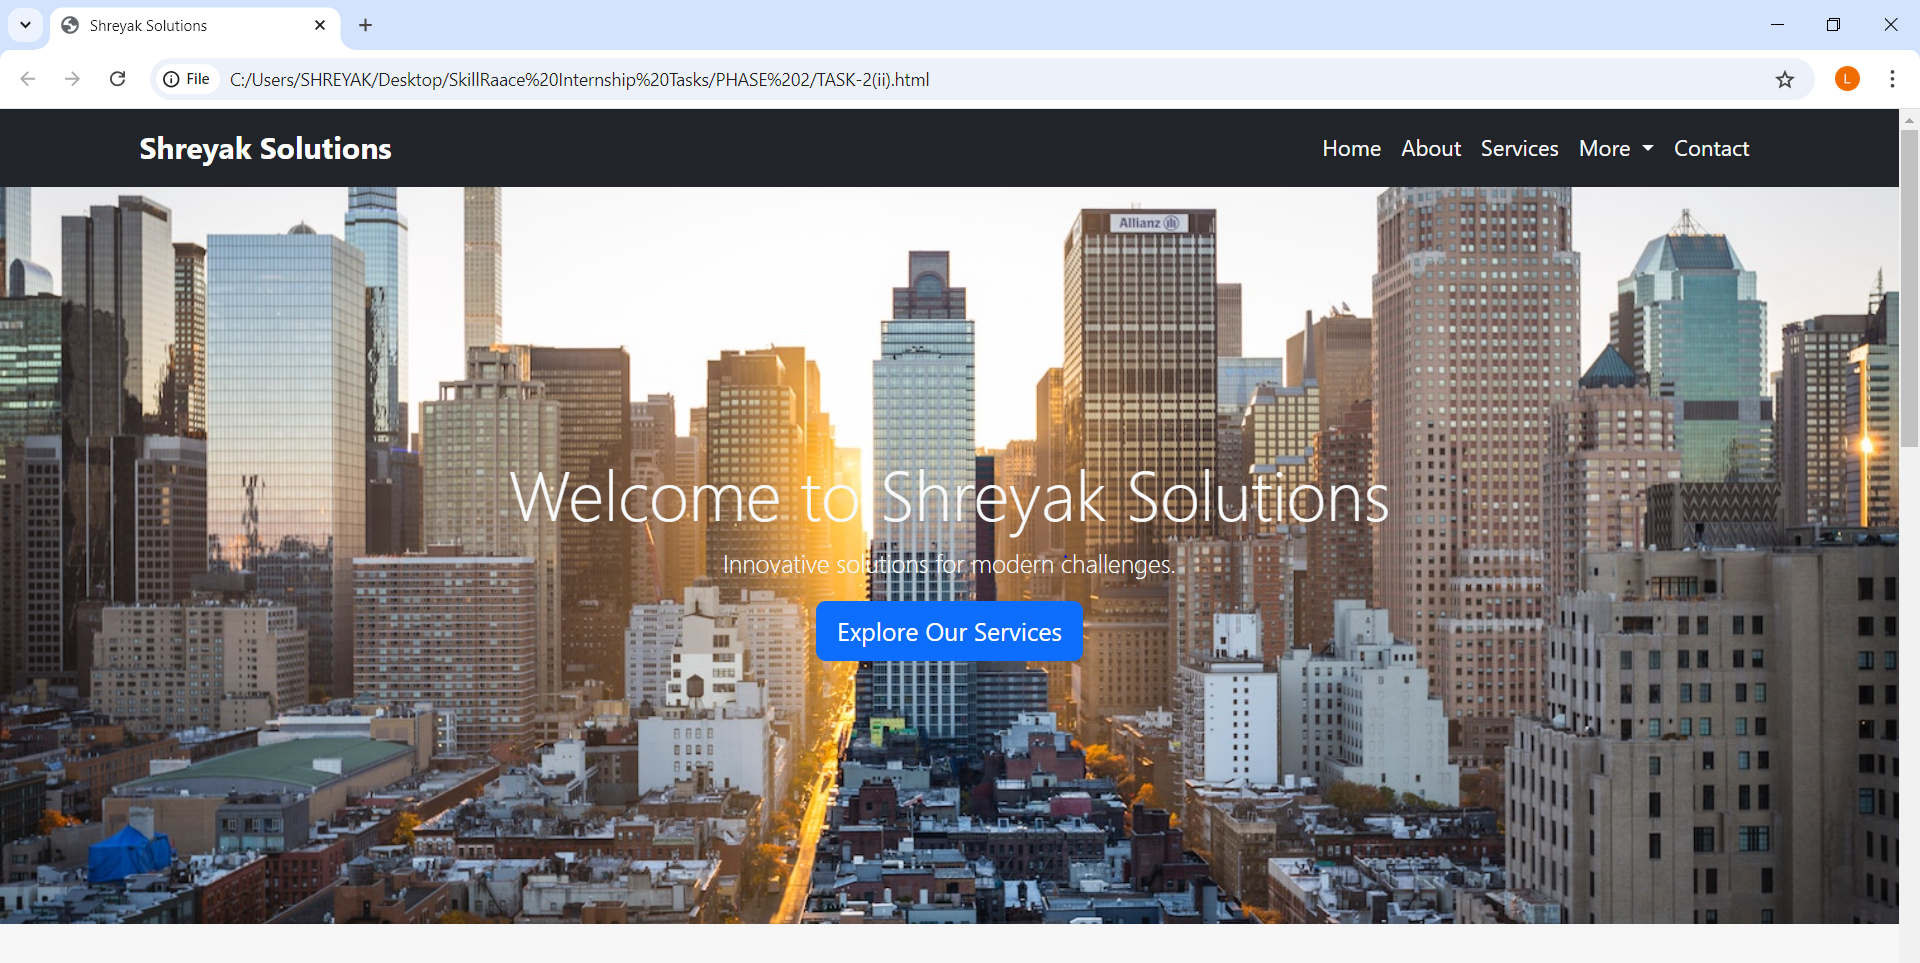 Shreyak Solutions
File C:/Users/SHREYAK/Desktop/SkillRaace%20Internship%20Tasks/PHASE%202/TASK-2(ii).html
L
Shreyak Solutions Home About Services More Contact
Allianz
Welcome to Shreyak Solutions
Innovative solutions for modern challenges.
Explore Our Services